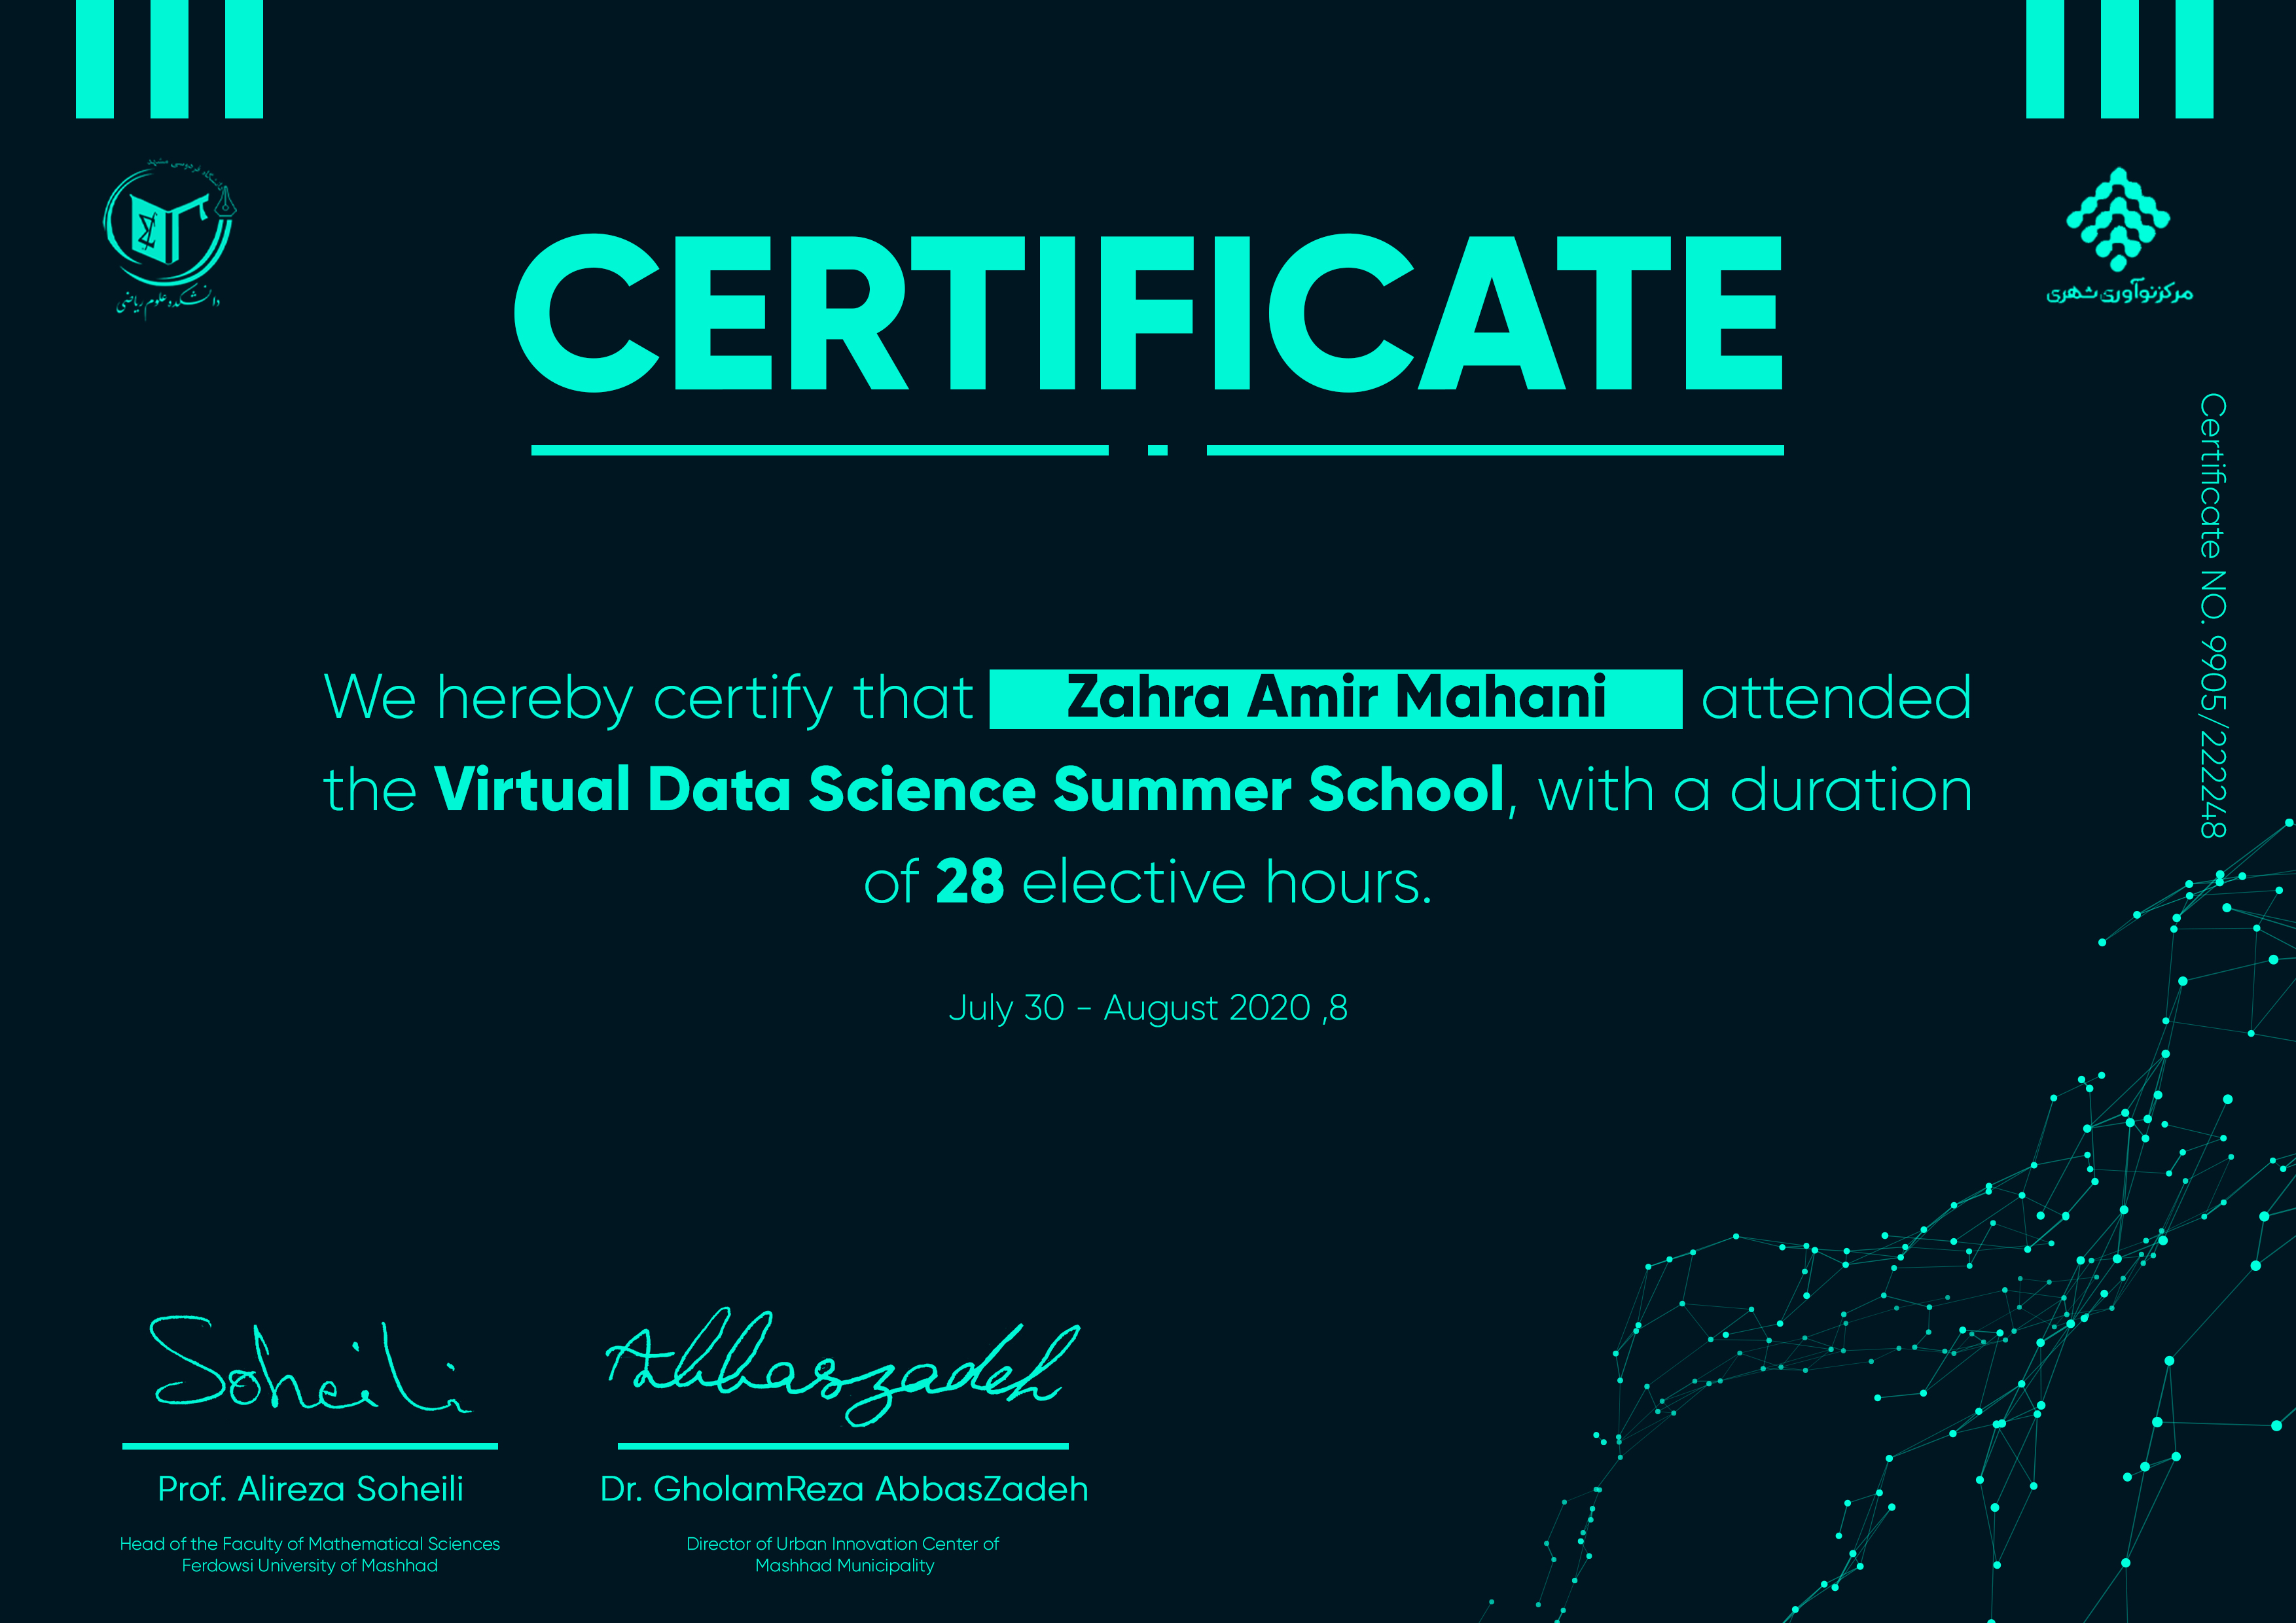 دانشگاه فردوسی مشهد
دانشکده علوم ریاضی
مرکز نوآوری شهری
CERTIFICATE
Certificate NO. 9905/222248
We hereby certify that Zahra Amir Mahani attended
the Virtual Data Science Summer School, with a duration
of 28 elective hours.
July 30 - August 2020 ,8
Soheili
Abbaszadeh
Prof. Alireza Soheili
Dr. GholamReza AbbasZadeh
Head of the Faculty of Mathematical Sciences
Ferdowsi University of Mashhad
Director of Urban Innovation Center of
Mashhad Municipality